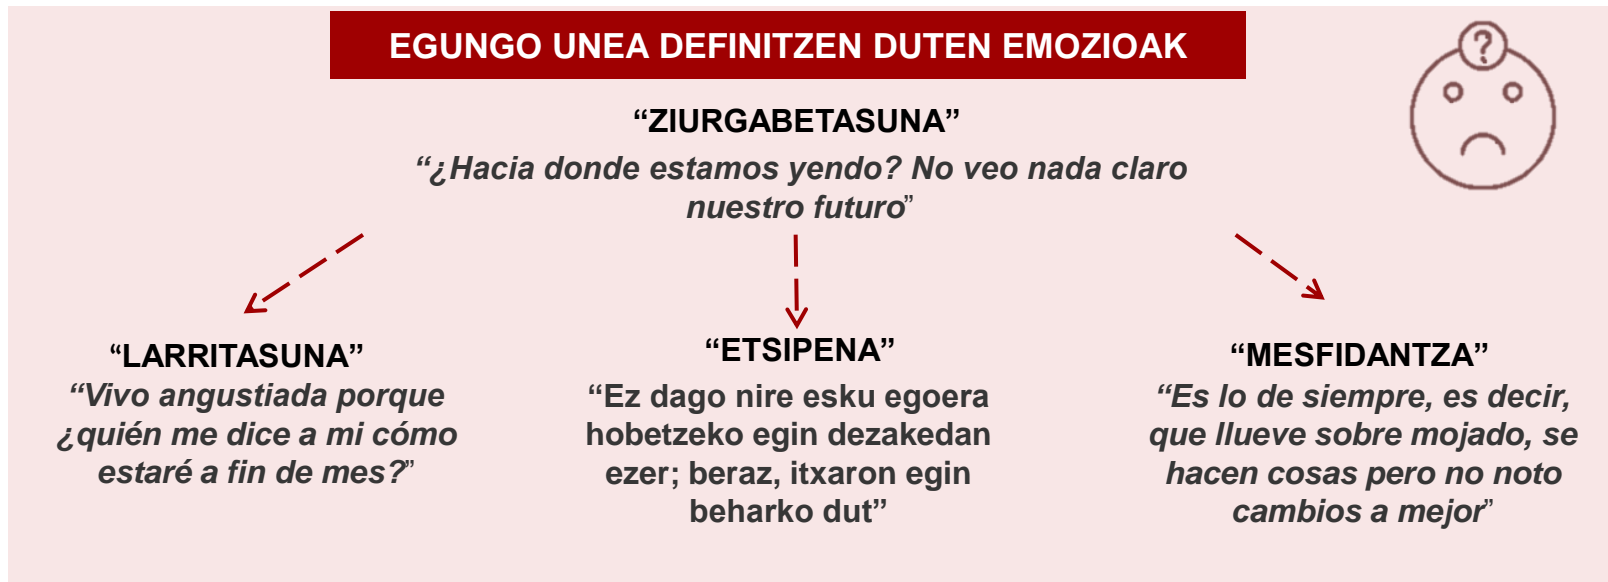 EGUNGO UNEA DEFINITZEN DUTEN EMOZIOAK
?
“ZIURGABETASUNA”
“¿Hacia donde estamos yendo? No veo nada claro
nuestro futuro”
“LARRITASUNA”
“Vivo angustiada porque
¿quién me dice a mi cómo
estaré a fin de mes?”
“ETSIPENA”
“Ez dago nire esku egoera
hobetzeko egin dezakedan
ezer; beraz, itxaron egin
beharko dut”
“MESFIDANTZA”
“Es lo de siempre, es decir,
que llueve sobre mojado, se
hacen cosas pero no noto
cambios a mejor”